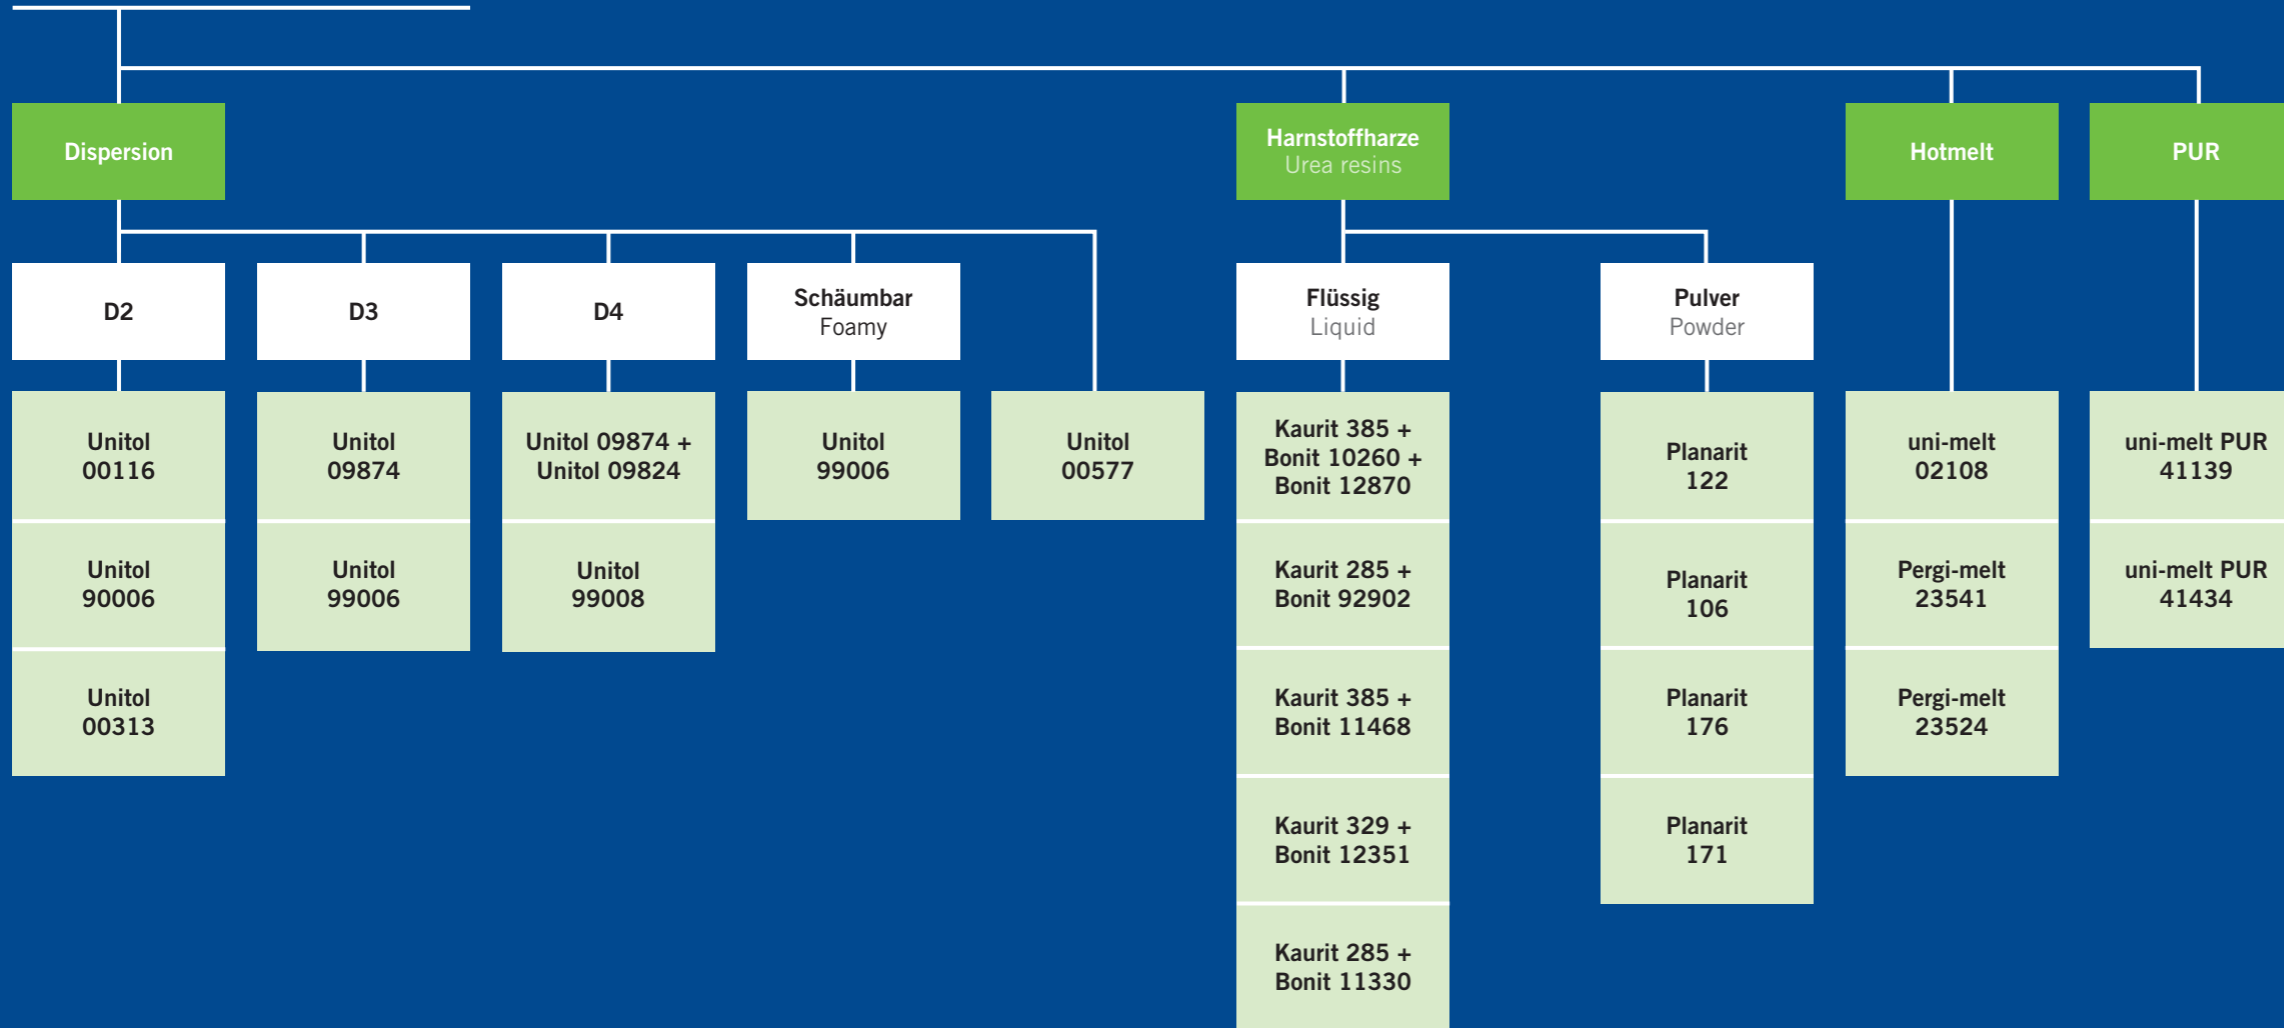 Dispersion
Harnstoffharze
Urea resins
Hotmelt
PUR
D2
D3
D4
Schäumbar
Foamy
Flüssig
Liquid
Pulver
Powder
Unitol
00116
Unitol
90006
Unitol
00313
Unitol
09874
Unitol
99006
Unitol 09874 +
Unitol 09824
Unitol
99008
Unitol
99006
Unitol
00577
Kaurit 385 +
Bonit 10260 +
Bonit 12870
Kaurit 285 +
Bonit 92902
Kaurit 385 +
Bonit 11468
Kaurit 329 +
Bonit 12351
Kaurit 285 +
Bonit 11330
Planarit
122
Planarit
106
Planarit
176
Planarit
171
uni-melt
02108
Pergi-melt
23541
Pergi-melt
23524
uni-melt PUR
41139
uni-melt PUR
41434